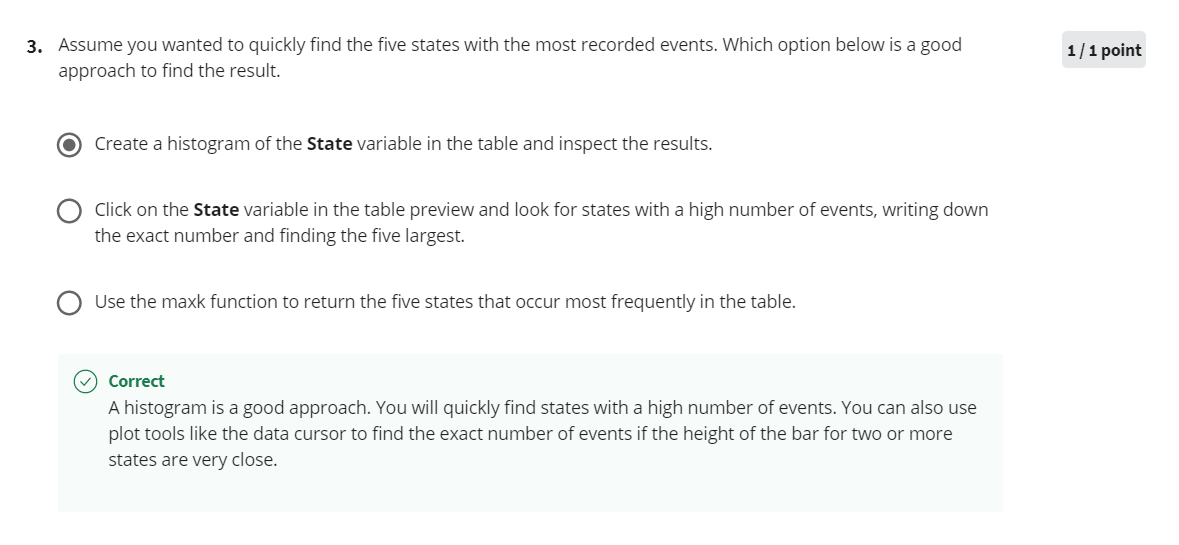 3. Assume you wanted to quickly find the five states with the most recorded events. Which option below is a good
approach to find the result.
1 / 1 point
Create a histogram of the State variable in the table and inspect the results.
Click on the State variable in the table preview and look for states with a high number of events, writing down
the exact number and finding the five largest.
Use the maxk function to return the five states that occur most frequently in the table.
Correct
A histogram is a good approach. You will quickly find states with a high number of events. You can also use
plot tools like the data cursor to find the exact number of events if the height of the bar for two or more
states are very close.